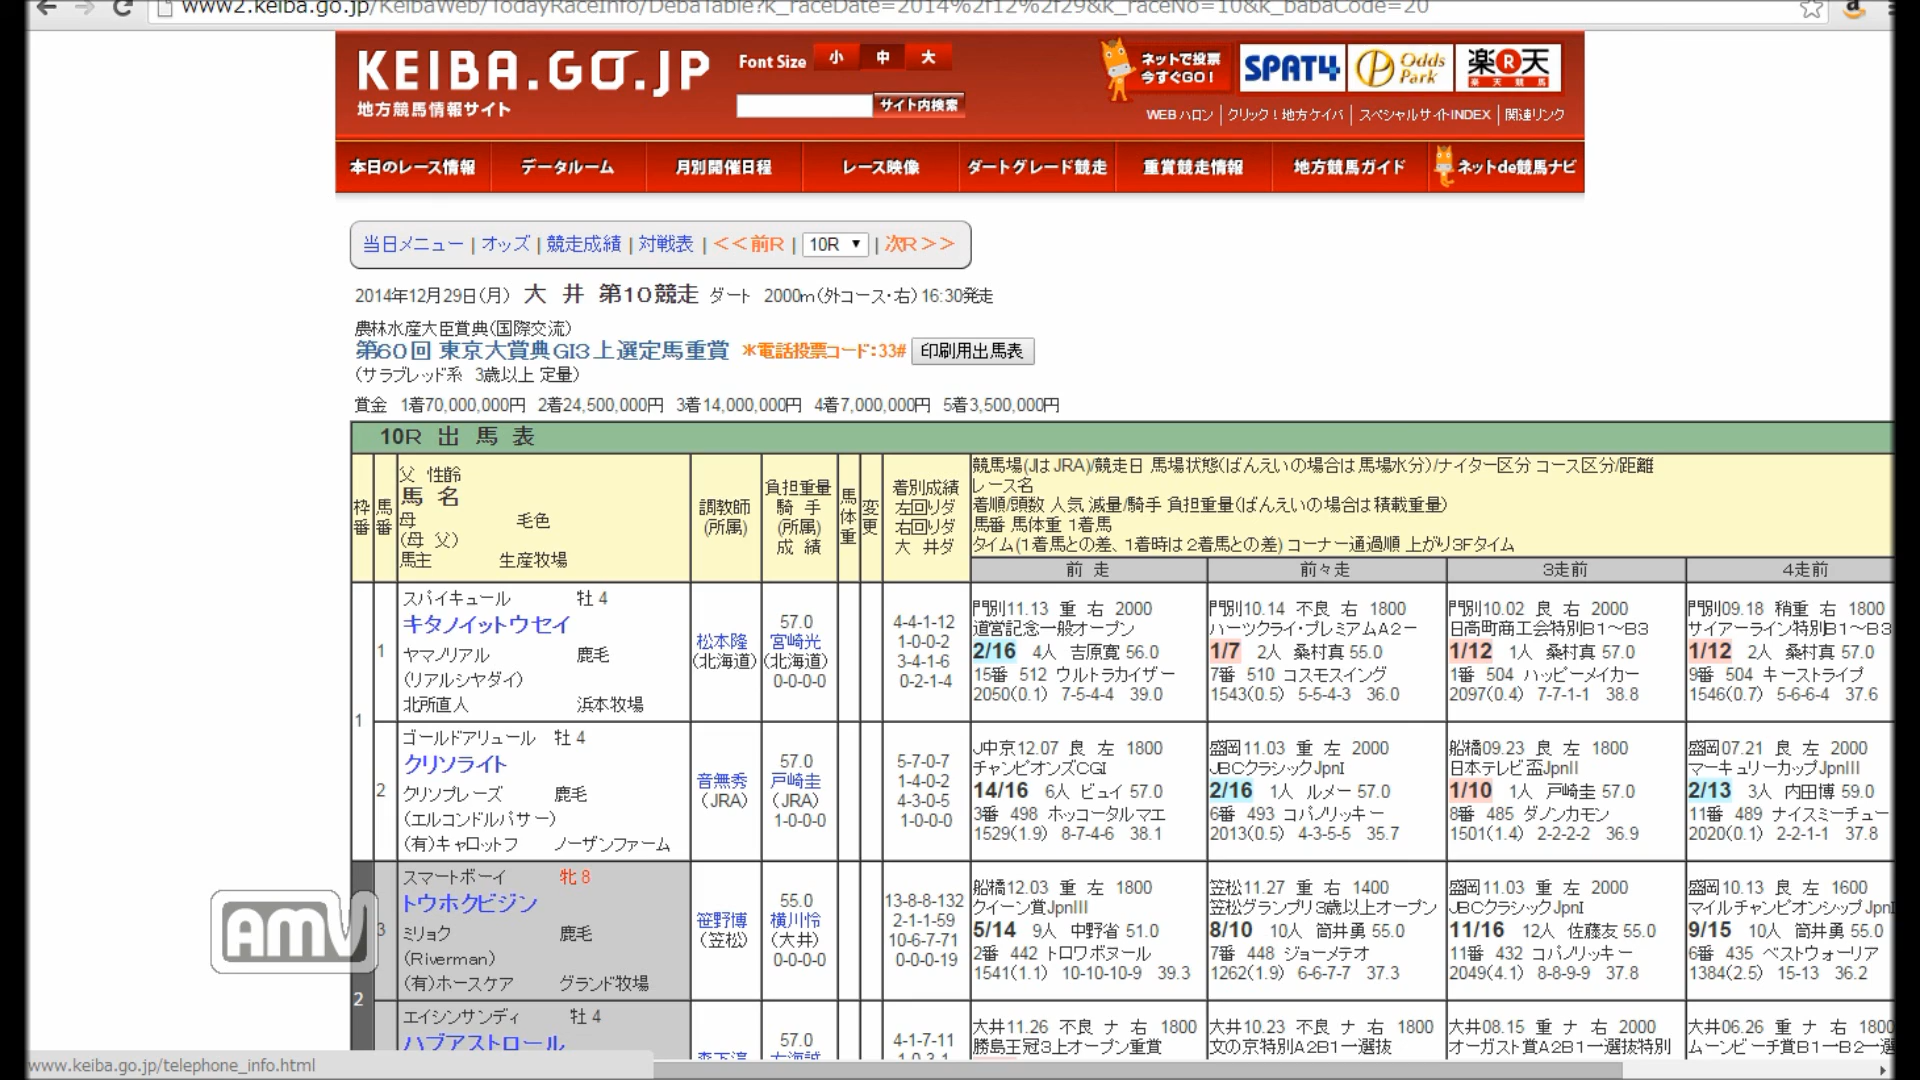 www2.keiba.go.jp/KeibaWeb/TodayRaceInfo/DebaTable?k_raceDate=2014%2f12%2f29&k_raceNo=10&k_babaCode=20
KEIBA.GO.JP
地方競馬情報サイト
Font Size 小 中 大
サイト内検索
ネットで投票
今すぐGO!
SPAT4
Odds Park
楽R天
楽天競馬
WEBハロン | クリック!地方ケイバ | スペシャルサイトINDEX | 関連リンク
本日のレース情報 データルーム 月別開催日程 レース映像 ダートグレード競走 重賞競走情報 地方競馬ガイド ネットde競馬ナビ
当日メニュー | オッズ | 競走成績 | 対戦表 | <<前R | 10R ▼ | 次R>>
2014年12月29日(月) 大 井 第10競走 ダート 2000m(外コース・右) 16:30発走
農林水産大臣賞典(国際交流)
第60回 東京大賞典GI3上選定馬重賞 *電話投票コード:33# 印刷用出馬表
(サラブレッド系 3歳以上 定量)
賞金 1着70,000,000円 2着24,500,000円 3着14,000,000円 4着7,000,000円 5着3,500,000円
10R 出 馬 表
枠番
馬番
父 性齢
馬 名
母 毛色
(母 父)
馬主 生産牧場
調教師
(所属)
負担重量
騎 手
(所属)
成 績
馬体重
変更
着別成績
左回りダ
右回りダ
大 井ダ
競馬場(JはJRA)/競走日 馬場状態(ばんえいの場合は馬場水分)/ナイター区分 コース区分/距離
レース名
着順/頭数 人気 減量/騎手 負担重量(ばんえいの場合は積載重量)
馬番 馬体重 1着馬
タイム(1着馬との差、1着時は2着馬との差) コーナー通過順 上がり3Fタイム
前 走 前々走 3走前 4走前
1
1
スパイキュール 牡 4
キタノイットウセイ
ヤマノリアル 鹿毛
(リアルシヤダイ)
北所直人 浜本牧場
松本隆
(北海道)
57.0
宮崎光
(北海道)
0-0-0-0
4-4-1-12
1-0-0-2
3-4-1-6
0-2-1-4
門別11.13 重 右 2000
道営記念一般オープン
2/16 4人 吉原寛 56.0
15番 512 ウルトラカイザー
2050(0.1) 7-5-4-4 39.0
門別10.14 不良 右 1800
ハーツクライ・プレミアムA2ー
1/7 2人 桑村真 55.0
7番 510 コスモスイング
1543(0.5) 5-5-4-3 36.0
門別10.02 良 右 2000
日高町商工会特別B1~B3
1/12 1人 桑村真 57.0
1番 504 ハッピーメイカー
2097(0.4) 7-7-1-1 38.8
門別09.18 稍重 右 1800
サイアーライン特別B1~B3
1/12 2人 桑村真 57.0
9番 504 キーストライプ
1546(0.7) 5-6-6-4 37.6
2
ゴールドアリュール 牡 4
クリソライト
クリソプレーズ 鹿毛
(エルコンドルパサー)
(有)キャロットフ ノーザンファーム
音無秀
(JRA)
57.0
戸崎圭
(JRA)
1-0-0-0
5-7-0-7
1-4-0-2
4-3-0-5
1-0-0-0
J中京12.07 良 左 1800
チャンピオンズCGI
14/16 6人 ビュイ 57.0
3番 498 ホッコータルマエ
1529(1.9) 8-7-4-6 38.1
盛岡11.03 重 左 2000
JBCクラシックJpnI
2/16 1人 ルメー 57.0
6番 493 コパノリッキー
2013(0.5) 4-3-5-5 35.7
船橋09.23 良 左 1800
日本テレビ盃JpnII
1/10 1人 戸崎圭 57.0
8番 485 ダノンカモン
1501(1.4) 2-2-2-2 36.9
盛岡07.21 良 左 2000
マーキュリーカップJpnIII
2/13 3人 内田博 59.0
11番 489 ナイスミーチュー
2020(0.1) 2-2-1-1 37.8
2
3
スマートボーイ 牝 8
トウホクビジン
ミリョク 鹿毛
(Riverman)
(有)ホースケア グランド牧場
笹野博
(笠松)
55.0
横川怜
(大井)
0-0-0-0
13-8-8-132
2-1-1-59
10-6-7-71
0-0-0-19
船橋12.03 重 左 1800
クイーン賞JpnIII
5/14 9人 中野省 51.0
2番 442 トロワボヌール
1541(1.1) 10-10-10-9 39.3
笠松11.27 重 右 1400
笠松グランプリ3歳以上オープン
8/10 10人 筒井勇 55.0
7番 448 ジョーメテオ
1262(1.9) 6-6-7-7 37.3
盛岡11.03 重 左 2000
JBCクラシックJpnI
11/16 12人 佐藤友 55.0
11番 432 コパノリッキー
2049(4.1) 8-8-9-9 37.8
盛岡10.13 良 左 1600
マイルチャンピオンシップJpnI
9/15 10人 筒井勇 55.0
6番 435 ベストウォーリア
1384(2.5) 15-13 36.2
エイシンサンディ 牡 4
ハブアストロール
57.0
4-1-7-11
大井11.26 不良 ナ 右 1800
勝島王冠3上オープン重賞
大井10.23 不良 ナ 右 1800
文の京特別A2B1一選抜
大井08.15 重 ナ 右 2000
オーガスト賞A2B1一選抜特別
大井06.26 重 ナ 右 1800
ムーンビーチ賞B1一B2一選
AMV
www.keiba.go.jp/telephone_info.html